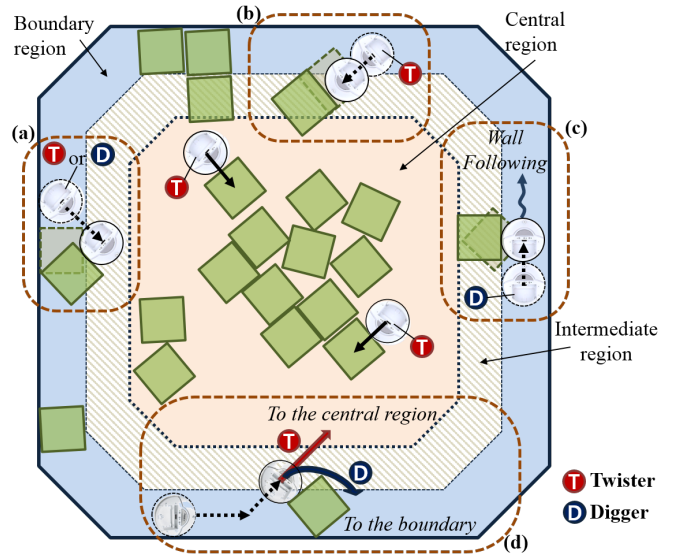 (b)
Boundary
region
Central
region
T
(a)
T or D
(c)
Wall
Following
T
D
T
Intermediate
region
To the central region
T
D
T Twister
D Digger
To the boundary
(d)